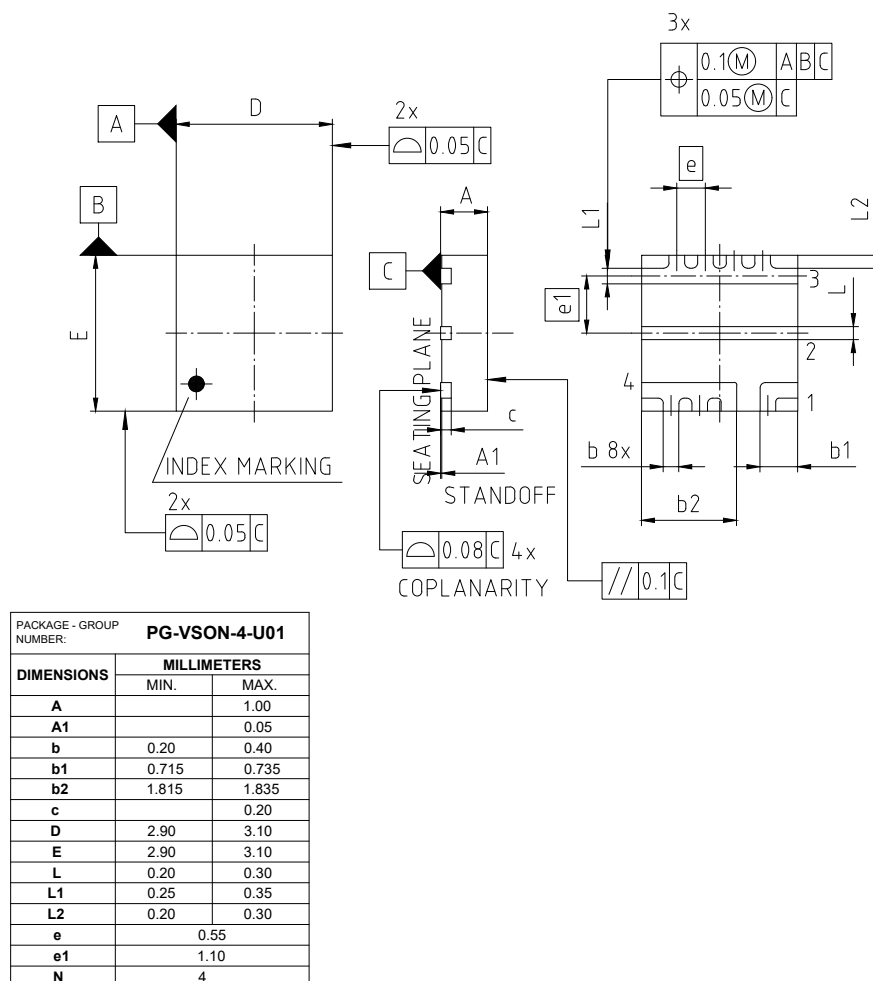 3x
0.1Ⓜ A B C
0.05Ⓜ C
A
D
2x
⌓ 0.05 C
B
A
e
L1
L2
C
3
e1
L
E
SEATING PLANE
2
4
1
c
b 8x
b1
A1
INDEX MARKING
STANDOFF
b2
2x
⌓ 0.05 C
⌓ 0.08 C 4x
COPLANARITY
// 0.1 C
PACKAGE - GROUP NUMBER: PG-VSON-4-U01
DIMENSIONS MILLIMETERS
MIN. MAX.
A 1.00
A1 0.05
b 0.20 0.40
b1 0.715 0.735
b2 1.815 1.835
c 0.20
D 2.90 3.10
E 2.90 3.10
L 0.20 0.30
L1 0.25 0.35
L2 0.20 0.30
e 0.55
e1 1.10
N 4